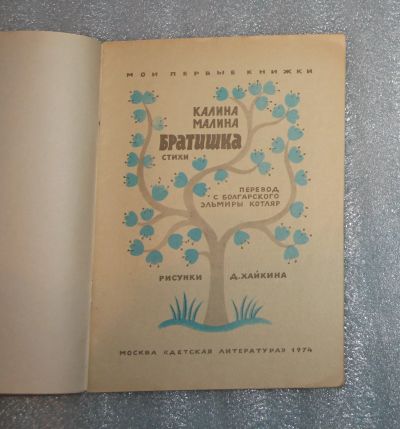 МОИ ПЕРВЫЕ КНИЖКИ
КАЛИНА
МАЛИНА
БРАТИШКА
СТИХИ
ПЕРЕВОД
С БОЛГАРСКОГО
ЭЛЬМИРЫ КОТЛЯР
РИСУНКИ Д. ХАЙКИНА
МОСКВА «ДЕТСКАЯ ЛИТЕРАТУРА» 1974